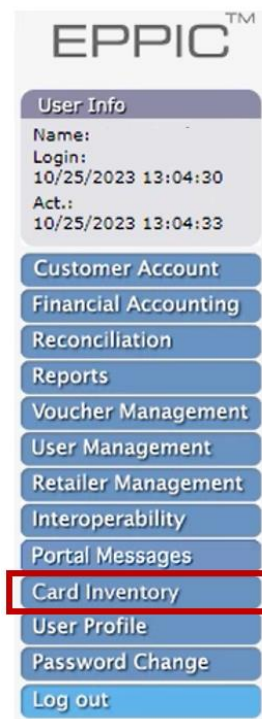 EPPIC™
User Info
Name:
Login:
10/25/2023 13:04:30
Act.:
10/25/2023 13:04:33
Customer Account
Financial Accounting
Reconciliation
Reports
Voucher Management
User Management
Retailer Management
Interoperability
Portal Messages
Card Inventory
User Profile
Password Change
Log out